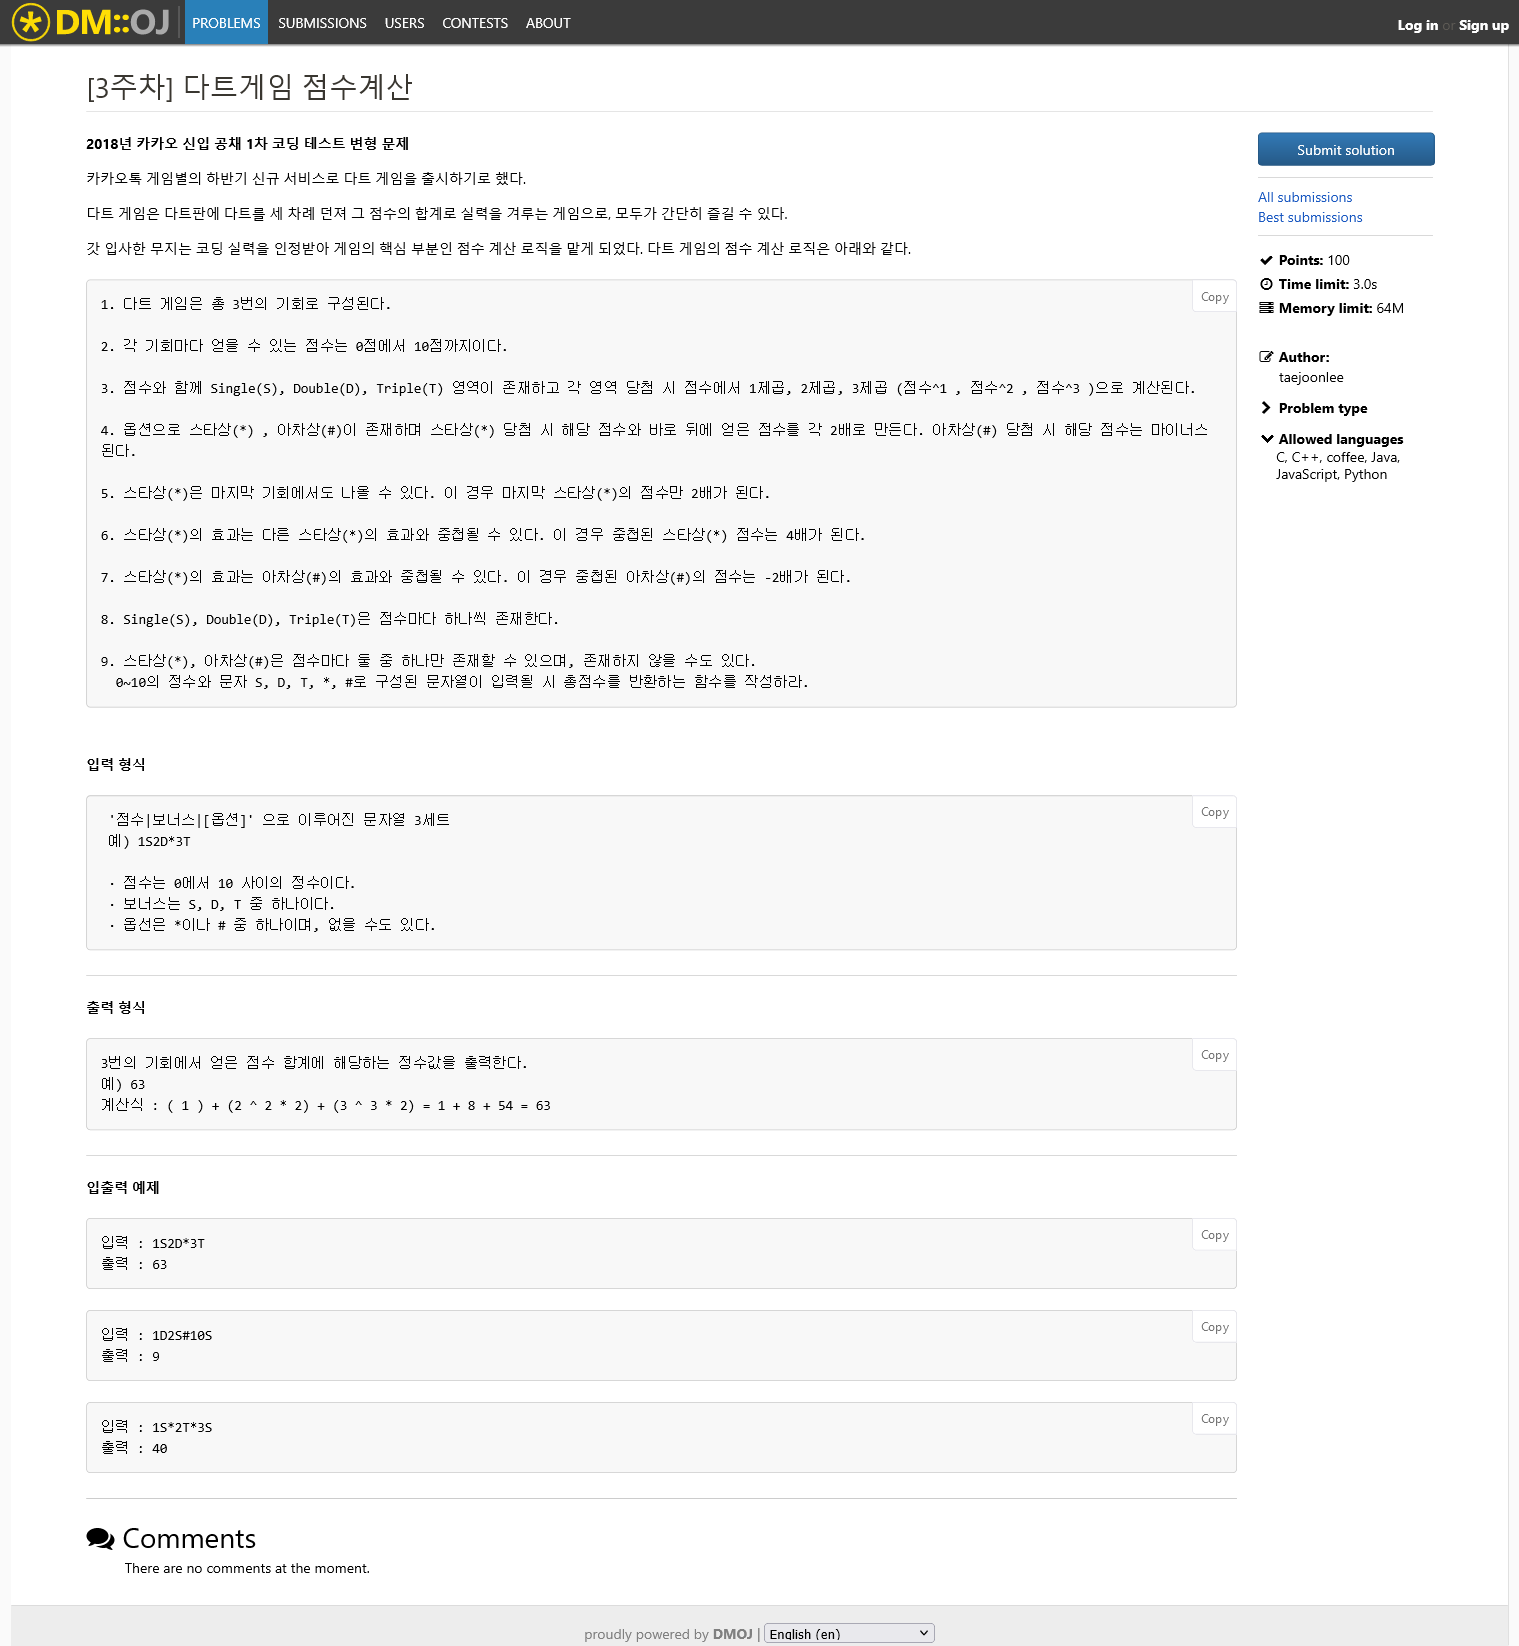 DM::OJ PROBLEMS SUBMISSIONS USERS CONTESTS ABOUT Log in or Sign up
[3주차] 다트게임 점수계산
2018년 카카오 신입 공채 1차 코딩 테스트 변형 문제
카카오톡 게임별의 하반기 신규 서비스로 다트 게임을 출시하기로 했다.
다트 게임은 다트판에 다트를 세 차례 던져 그 점수의 합계로 실력을 겨루는 게임으로, 모두가 간단히 즐길 수 있다.
갓 입사한 무지는 코딩 실력을 인정받아 게임의 핵심 부분인 점수 계산 로직을 맡게 되었다. 다트 게임의 점수 계산 로직은 아래와 같다.
Copy
1. 다트 게임은 총 3번의 기회로 구성된다.
2. 각 기회마다 얻을 수 있는 점수는 0점에서 10점까지이다.
3. 점수와 함께 Single(S), Double(D), Triple(T) 영역이 존재하고 각 영역 당첨 시 점수에서 1제곱, 2제곱, 3제곱 (점수^1 , 점수^2 , 점수^3 )으로 계산된다.
4. 옵션으로 스타상(*) , 아차상(#)이 존재하며 스타상(*) 당첨 시 해당 점수와 바로 뒤에 얻은 점수를 각 2배로 만든다. 아차상(#) 당첨 시 해당 점수는 마이너스
된다.
5. 스타상(*)은 마지막 기회에서도 나올 수 있다. 이 경우 마지막 스타상(*)의 점수만 2배가 된다.
6. 스타상(*)의 효과는 다른 스타상(*)의 효과와 중첩될 수 있다. 이 경우 중첩된 스타상(*) 점수는 4배가 된다.
7. 스타상(*)의 효과는 아차상(#)의 효과와 중첩될 수 있다. 이 경우 중첩된 아차상(#)의 점수는 -2배가 된다.
8. Single(S), Double(D), Triple(T)은 점수마다 하나씩 존재한다.
9. 스타상(*), 아차상(#)은 점수마다 둘 중 하나만 존재할 수 있으며, 존재하지 않을 수도 있다.
0~10의 정수와 문자 S, D, T, *, #로 구성된 문자열이 입력될 시 총점수를 반환하는 함수를 작성하라.
입력 형식
Copy
'점수|보너스|[옵션]' 으로 이루어진 문자열 3세트
예) 1S2D*3T
· 점수는 0에서 10 사이의 정수이다.
· 보너스는 S, D, T 중 하나이다.
· 옵선은 *이나 # 중 하나이며, 없을 수도 있다.
출력 형식
Copy
3번의 기회에서 얻은 점수 합계에 해당하는 정수값을 출력한다.
예) 63
계산식 : ( 1 ) + (2 ^ 2 * 2) + (3 ^ 3 * 2) = 1 + 8 + 54 = 63
입출력 예제
Copy
입력 : 1S2D*3T
출력 : 63
Copy
입력 : 1D2S#10S
출력 : 9
Copy
입력 : 1S*2T*3S
출력 : 40
Comments
There are no comments at the moment.
Submit solution
All submissions
Best submissions
Points: 100
Time limit: 3.0s
Memory limit: 64M
Author:
taejoonlee
Problem type
Allowed languages
C, C++, coffee, Java,
JavaScript, Python
proudly powered by DMOJ | English (en)